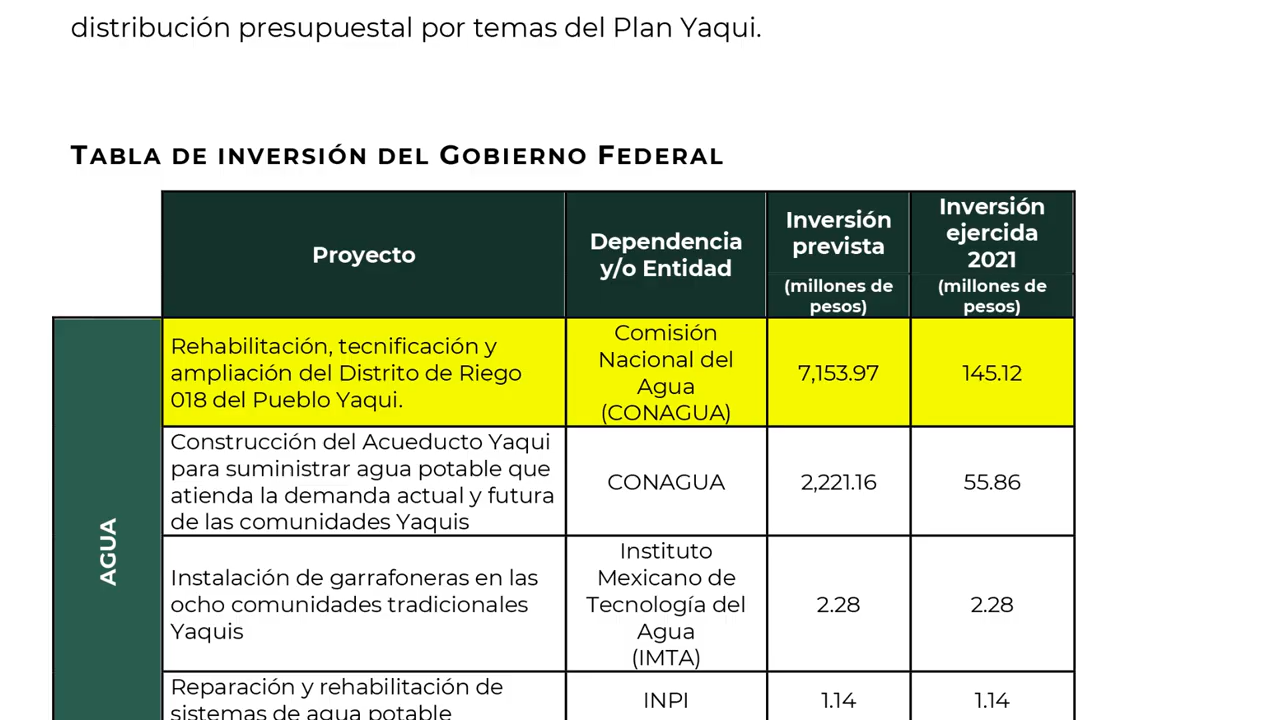 distribución presupuestal por temas del Plan Yaqui.
TABLA DE INVERSIÓN DEL GOBIERNO FEDERAL
Proyecto
Dependencia
y/o Entidad
Inversión
prevista
(millones de
pesos)
Inversión
ejercida
2021
(millones de
pesos)
AGUA
Rehabilitación, tecnificación y
ampliación del Distrito de Riego
018 del Pueblo Yaqui.
Comisión
Nacional del
Agua
(CONAGUA)
7,153.97
145.12
Construcción del Acueducto Yaqui
para suministrar agua potable que
atienda la demanda actual y futura
de las comunidades Yaquis
CONAGUA
2,221.16
55.86
Instalación de garrafoneras en las
ocho comunidades tradicionales
Yaquis
Instituto
Mexicano de
Tecnología del
Agua
(IMTA)
2.28
2.28
Reparación y rehabilitación de
sistemas de agua potable
INPI
1.14
1.14